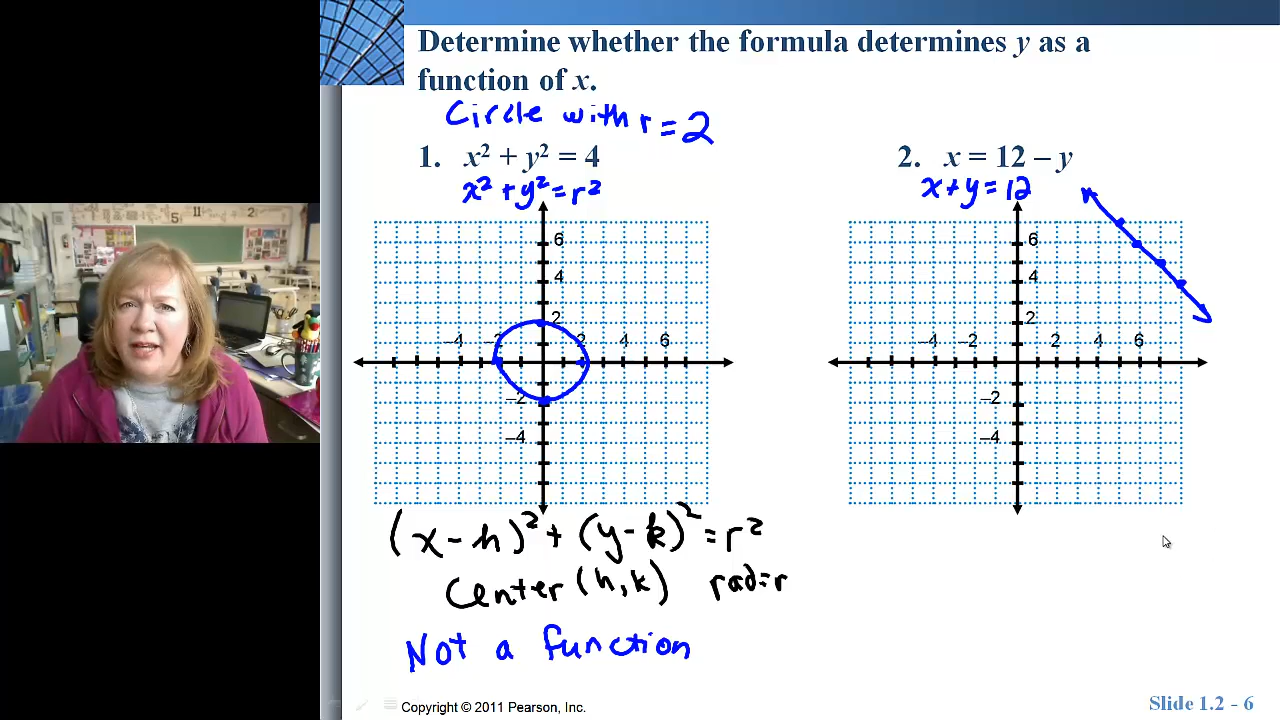 Determine whether the formula determines y as a
function of x.
Circle with r = 2
1. x² + y² = 4
2. x = 12 – y
x² + y² = r²
x + y = 12
6
4
2
–4 –2 2 4 6
–2
–4
6
4
2
–4 –2 2 4 6
–2
–4
(x - h)² + (y - k)² = r²
Center (h, k) rad = r
Not a function
Copyright © 2011 Pearson, Inc.
Slide 1.2 - 6